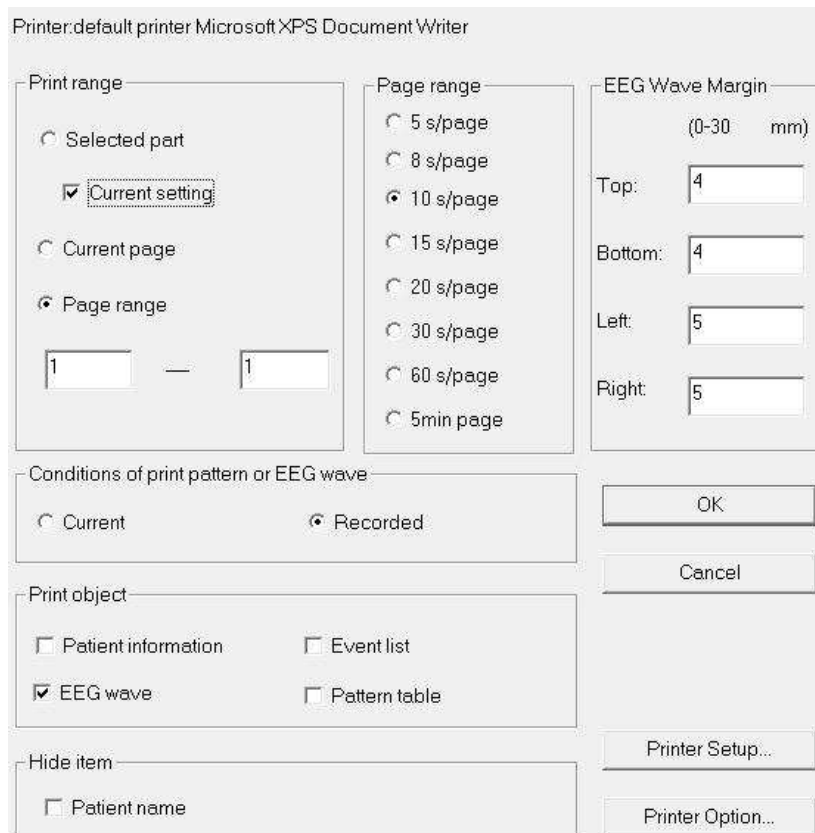 Printer:default printer Microsoft XPS Document Writer
Print range
Selected part
Current setting
Current page
Page range
1 — 1
Page range
5 s/page
8 s/page
10 s/page
15 s/page
20 s/page
30 s/page
60 s/page
5min page
EEG Wave Margin
(0-30 mm)
Top: 4
Bottom: 4
Left: 5
Right: 5
Conditions of print pattern or EEG wave
Current Recorded
OK
Cancel
Print object
Patient information Event list
EEG wave Pattern table
Hide item
Patient name
Printer Setup...
Printer Option...